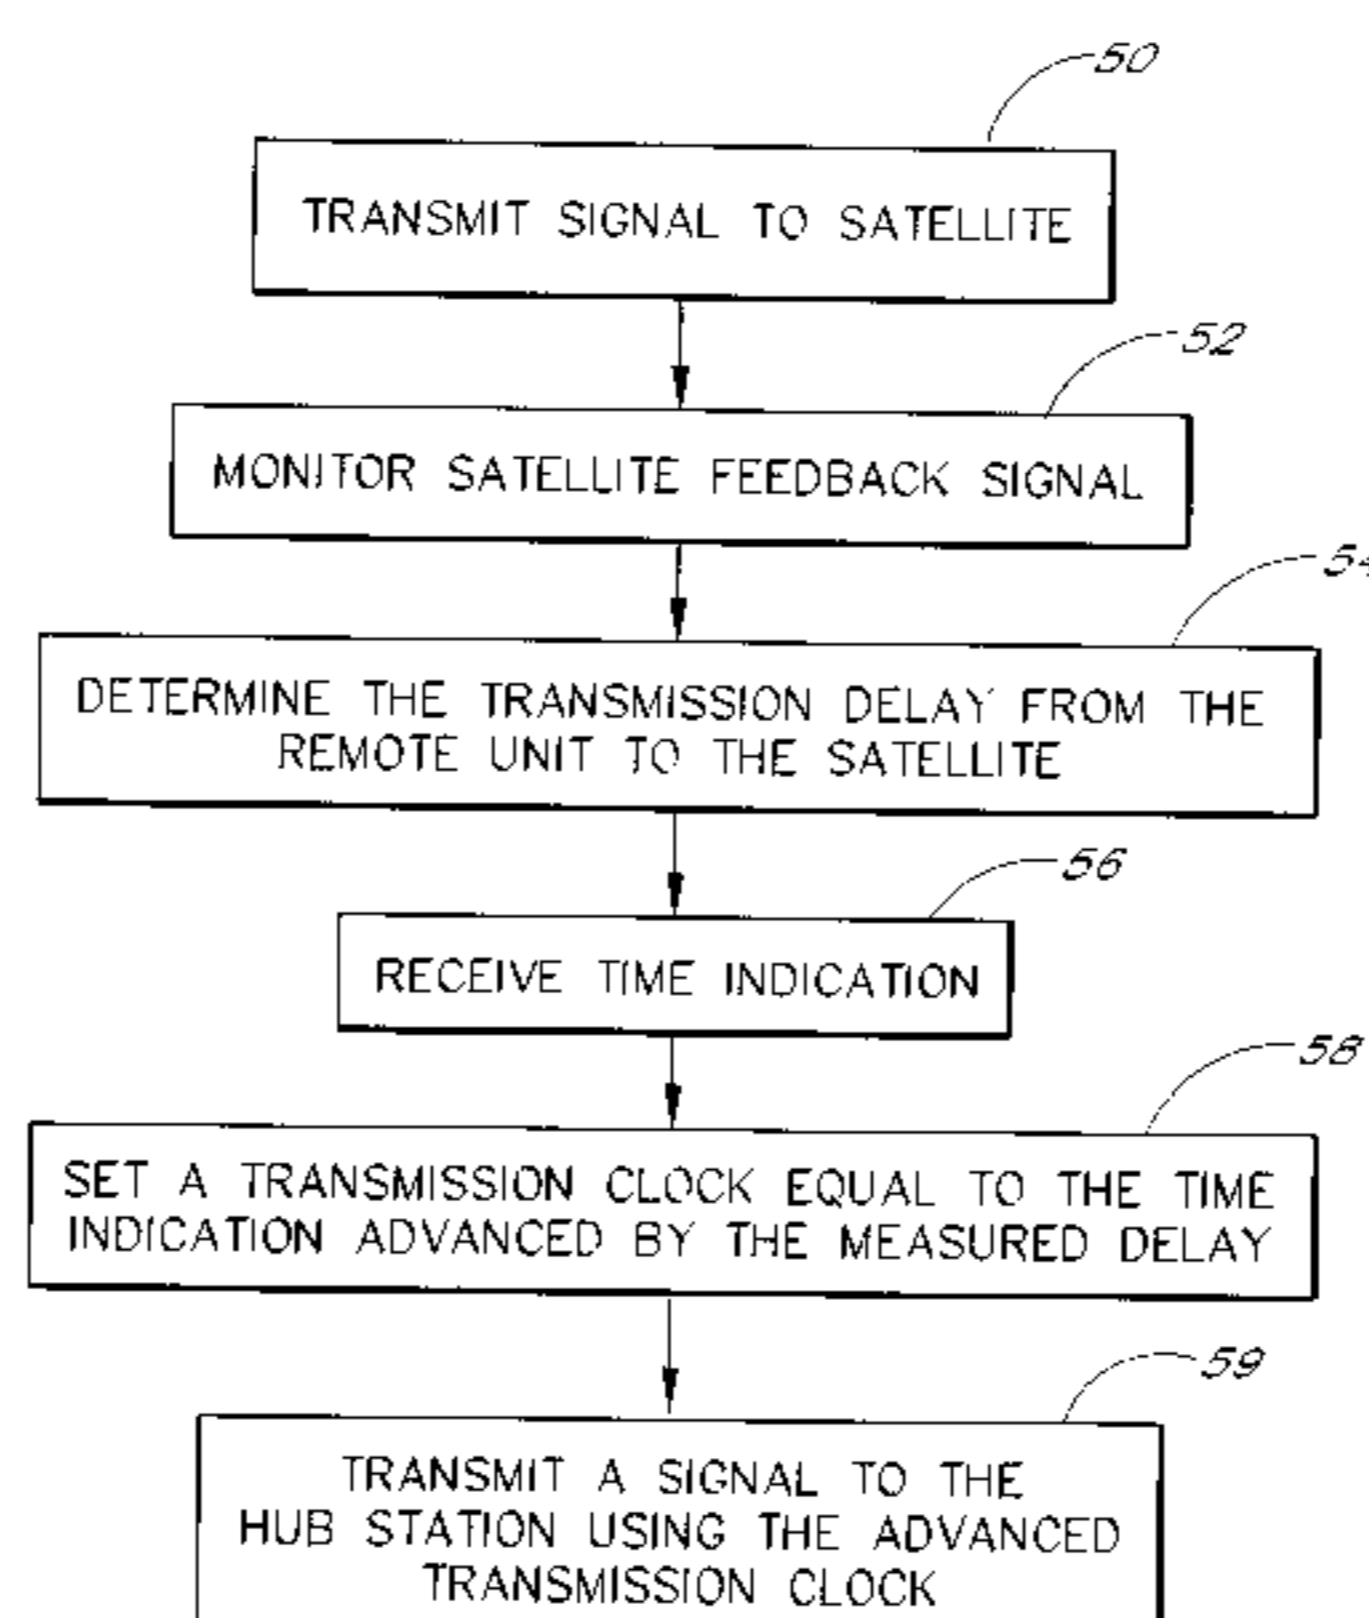 50
TRANSMIT SIGNAL TO SATELLITE
52
MONITOR SATELLITE FEEDBACK SIGNAL
54
DETERMINE THE TRANSMISSION DELAY FROM THE
REMOTE UNIT TO THE SATELLITE
56
RECEIVE TIME INDICATION
58
SET A TRANSMISSION CLOCK EQUAL TO THE TIME
INDICATION ADVANCED BY THE MEASURED DELAY
59
TRANSMIT A SIGNAL TO THE
HUB STATION USING THE ADVANCED
TRANSMISSION CLOCK